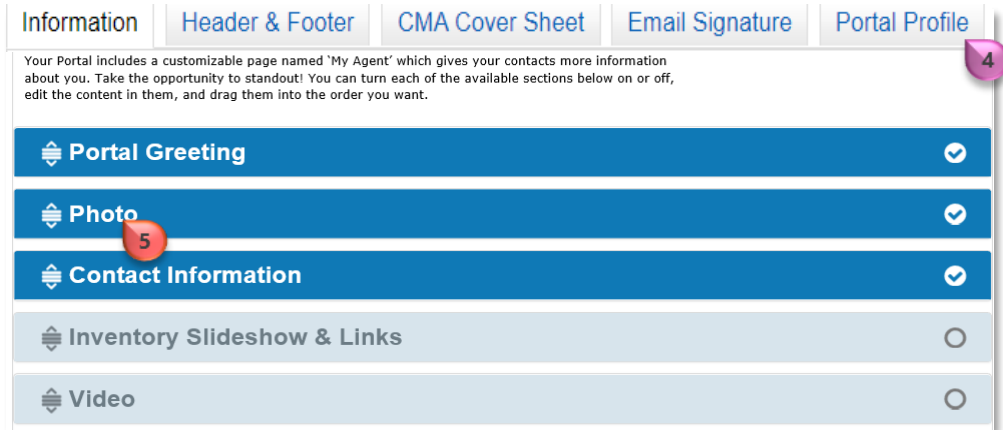 Information Header & Footer CMA Cover Sheet Email Signature Portal Profile
4
Your Portal includes a customizable page named ‘My Agent’ which gives your contacts more information
about you. Take the opportunity to standout! You can turn each of the available sections below on or off,
edit the content in them, and drag them into the order you want.
Portal Greeting
Photo
5
Contact Information
Inventory Slideshow & Links
Video